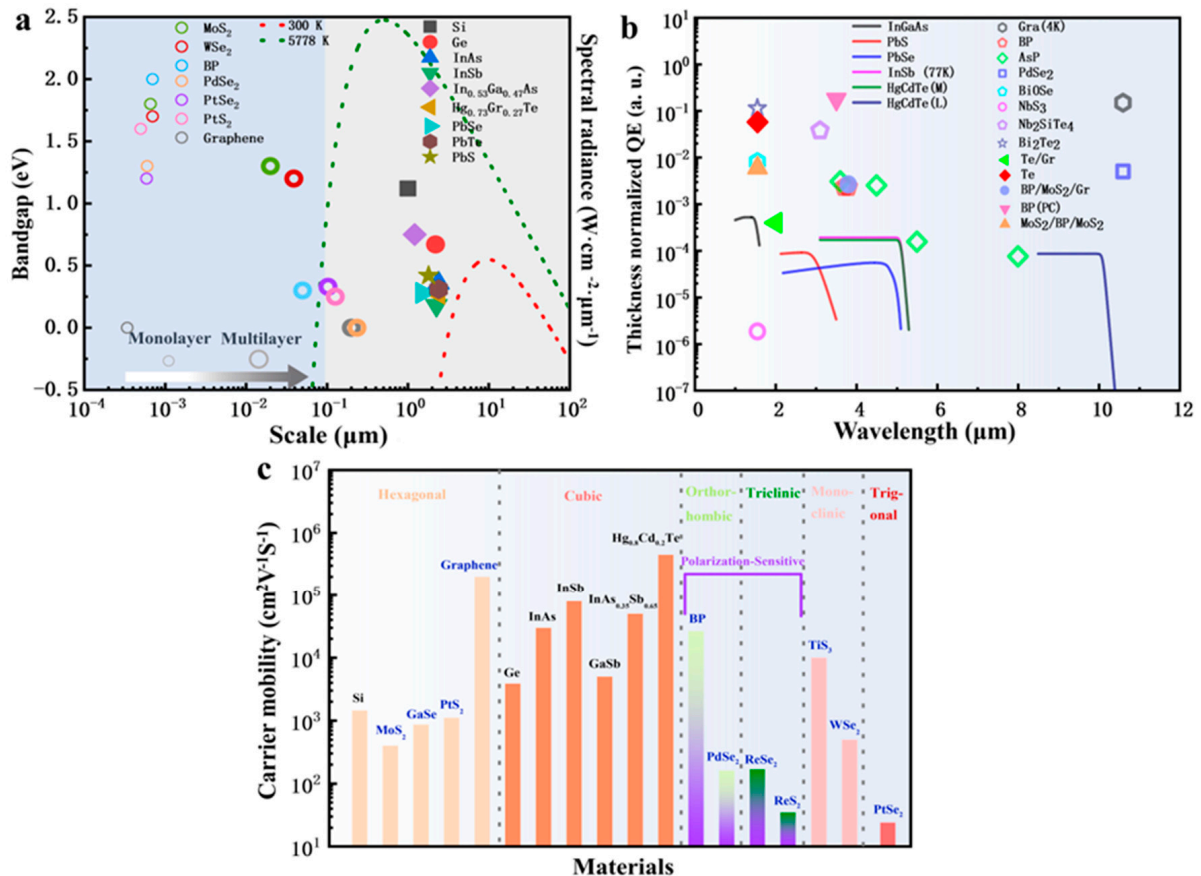 a
2.5
2.0
1.5
1.0
0.5
0.0
−0.5
Bandgap (eV)
MoS2
WSe2
BP
PdSe2
PtSe2
PtS2
Graphene
300 K
5778 K
Si
Ge
InAs
InSb
In0.53Ga0.47As
Hg0.73Gr0.27Te
PbSe
PbTe
PbS
Monolayer
Multilayer
10−4
10−3
10−2
10−1
100
101
102
Scale (μm)
Spectral radiance (W·cm−2·μm−1)
b
101
100
10−1
10−2
10−3
10−4
10−5
10−6
10−7
Thickness normalized QE (a. u.)
InGaAs
PbS
PbSe
InSb (77K)
HgCdTe(M)
HgCdTe(L)
Gra(4K)
BP
AsP
PdSe2
BiOSe
NbS3
Nb2SiTe4
Bi2Te2
Te/Gr
Te
BP/MoS2/Gr
BP(PC)
MoS2/BP/MoS2
0
2
4
6
8
10
12
Wavelength (μm)
c
107
106
105
104
103
102
101
Carrier mobility (cm2V-1S-1)
Hexagonal
Cubic
Orthor-
hombic
Triclinic
Mono-
clinic
Trig-
onal
Polarization-Sensitive
Si
MoS2
GaSe
PtS2
Graphene
Ge
InAs
InSb
GaSb
InAs0.35Sb0.65
Hg0.8Cd0.2Te
BP
PdSe2
ReSe2
ReS2
TiS3
WSe2
PtSe2
Materials